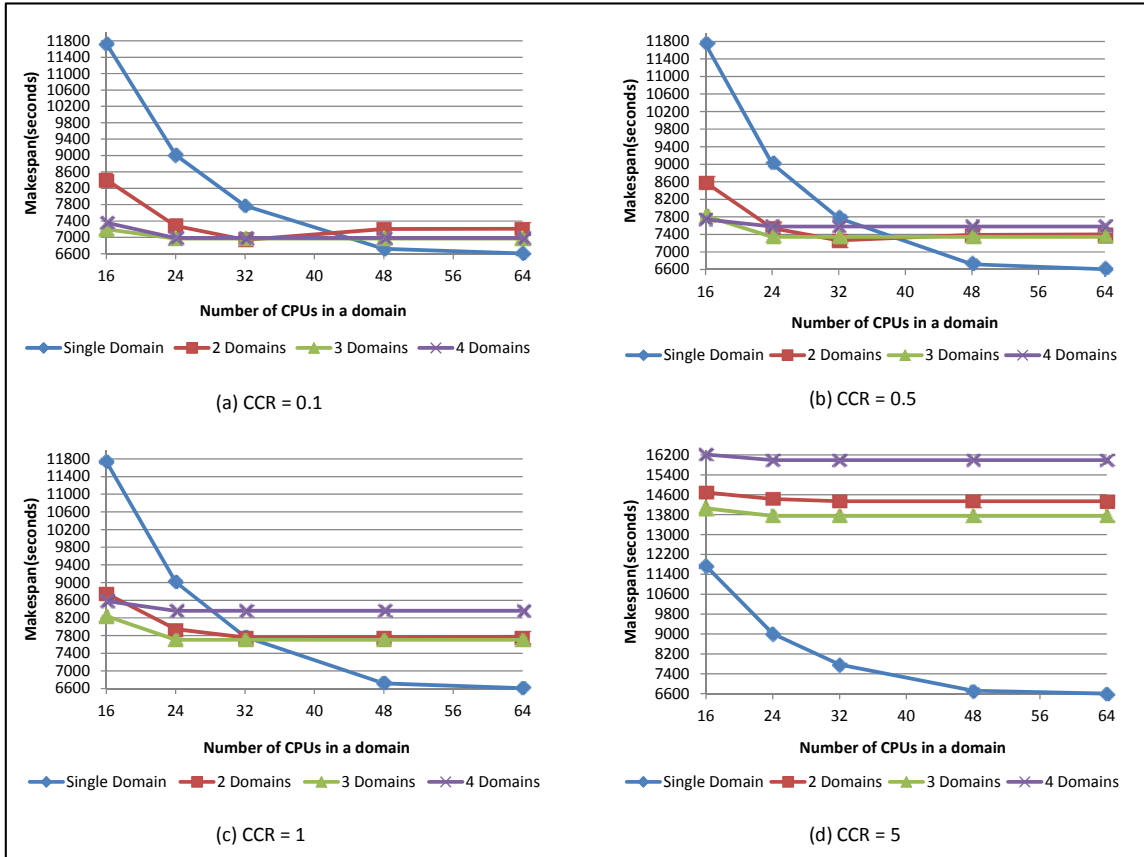 Makespan(seconds)
11800
11400
11000
10600
10200
9800
9400
9000
8600
8200
7800
7400
7000
6600
16 24 32 40 48 56 64
Number of CPUs in a domain
Single Domain 2 Domains 3 Domains 4 Domains
(a) CCR = 0.1
Makespan(seconds)
11800
11400
11000
10600
10200
9800
9400
9000
8600
8200
7800
7400
7000
6600
16 24 32 40 48 56 64
Number of CPUs in a domain
Single Domain 2 Domains 3 Domains 4 Domains
(b) CCR = 0.5
Makespan(seconds)
11800
11400
11000
10600
10200
9800
9400
9000
8600
8200
7800
7400
7000
6600
16 24 32 40 48 56 64
Number of CPUs in a domain
Single Domain 2 Domains 3 Domains 4 Domains
(c) CCR = 1
Makespan(seconds)
16200
15400
14600
13800
13000
12200
11400
10600
9800
9000
8200
7400
6600
16 24 32 40 48 56 64
Number of CPUs in a domain
Single Domain 2 Domains 3 Domains 4 Domains
(d) CCR = 5